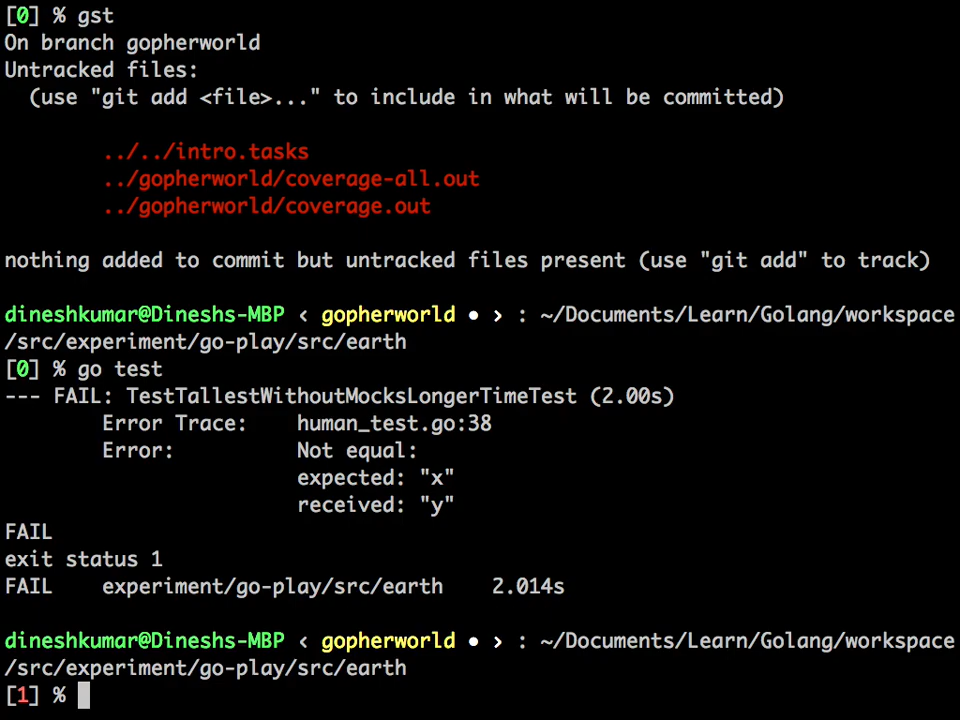 [0] % gst
On branch gopherworld
Untracked files:
  (use "git add <file>..." to include in what will be committed)

        ../../intro.tasks
        ../gopherworld/coverage-all.out
        ../gopherworld/coverage.out

nothing added to commit but untracked files present (use "git add" to track)

dineshkumar@Dineshs-MBP ‹ gopherworld ● › : ~/Documents/Learn/Golang/workspace
/src/experiment/go-play/src/earth
[0] % go test
--- FAIL: TestTallestWithoutMocksLongerTimeTest (2.00s)
        Error Trace:    human_test.go:38
        Error:          Not equal:
                        expected: "x"
                        received: "y"
FAIL
exit status 1
FAIL    experiment/go-play/src/earth    2.014s

dineshkumar@Dineshs-MBP ‹ gopherworld ● › : ~/Documents/Learn/Golang/workspace
/src/experiment/go-play/src/earth
[1] %